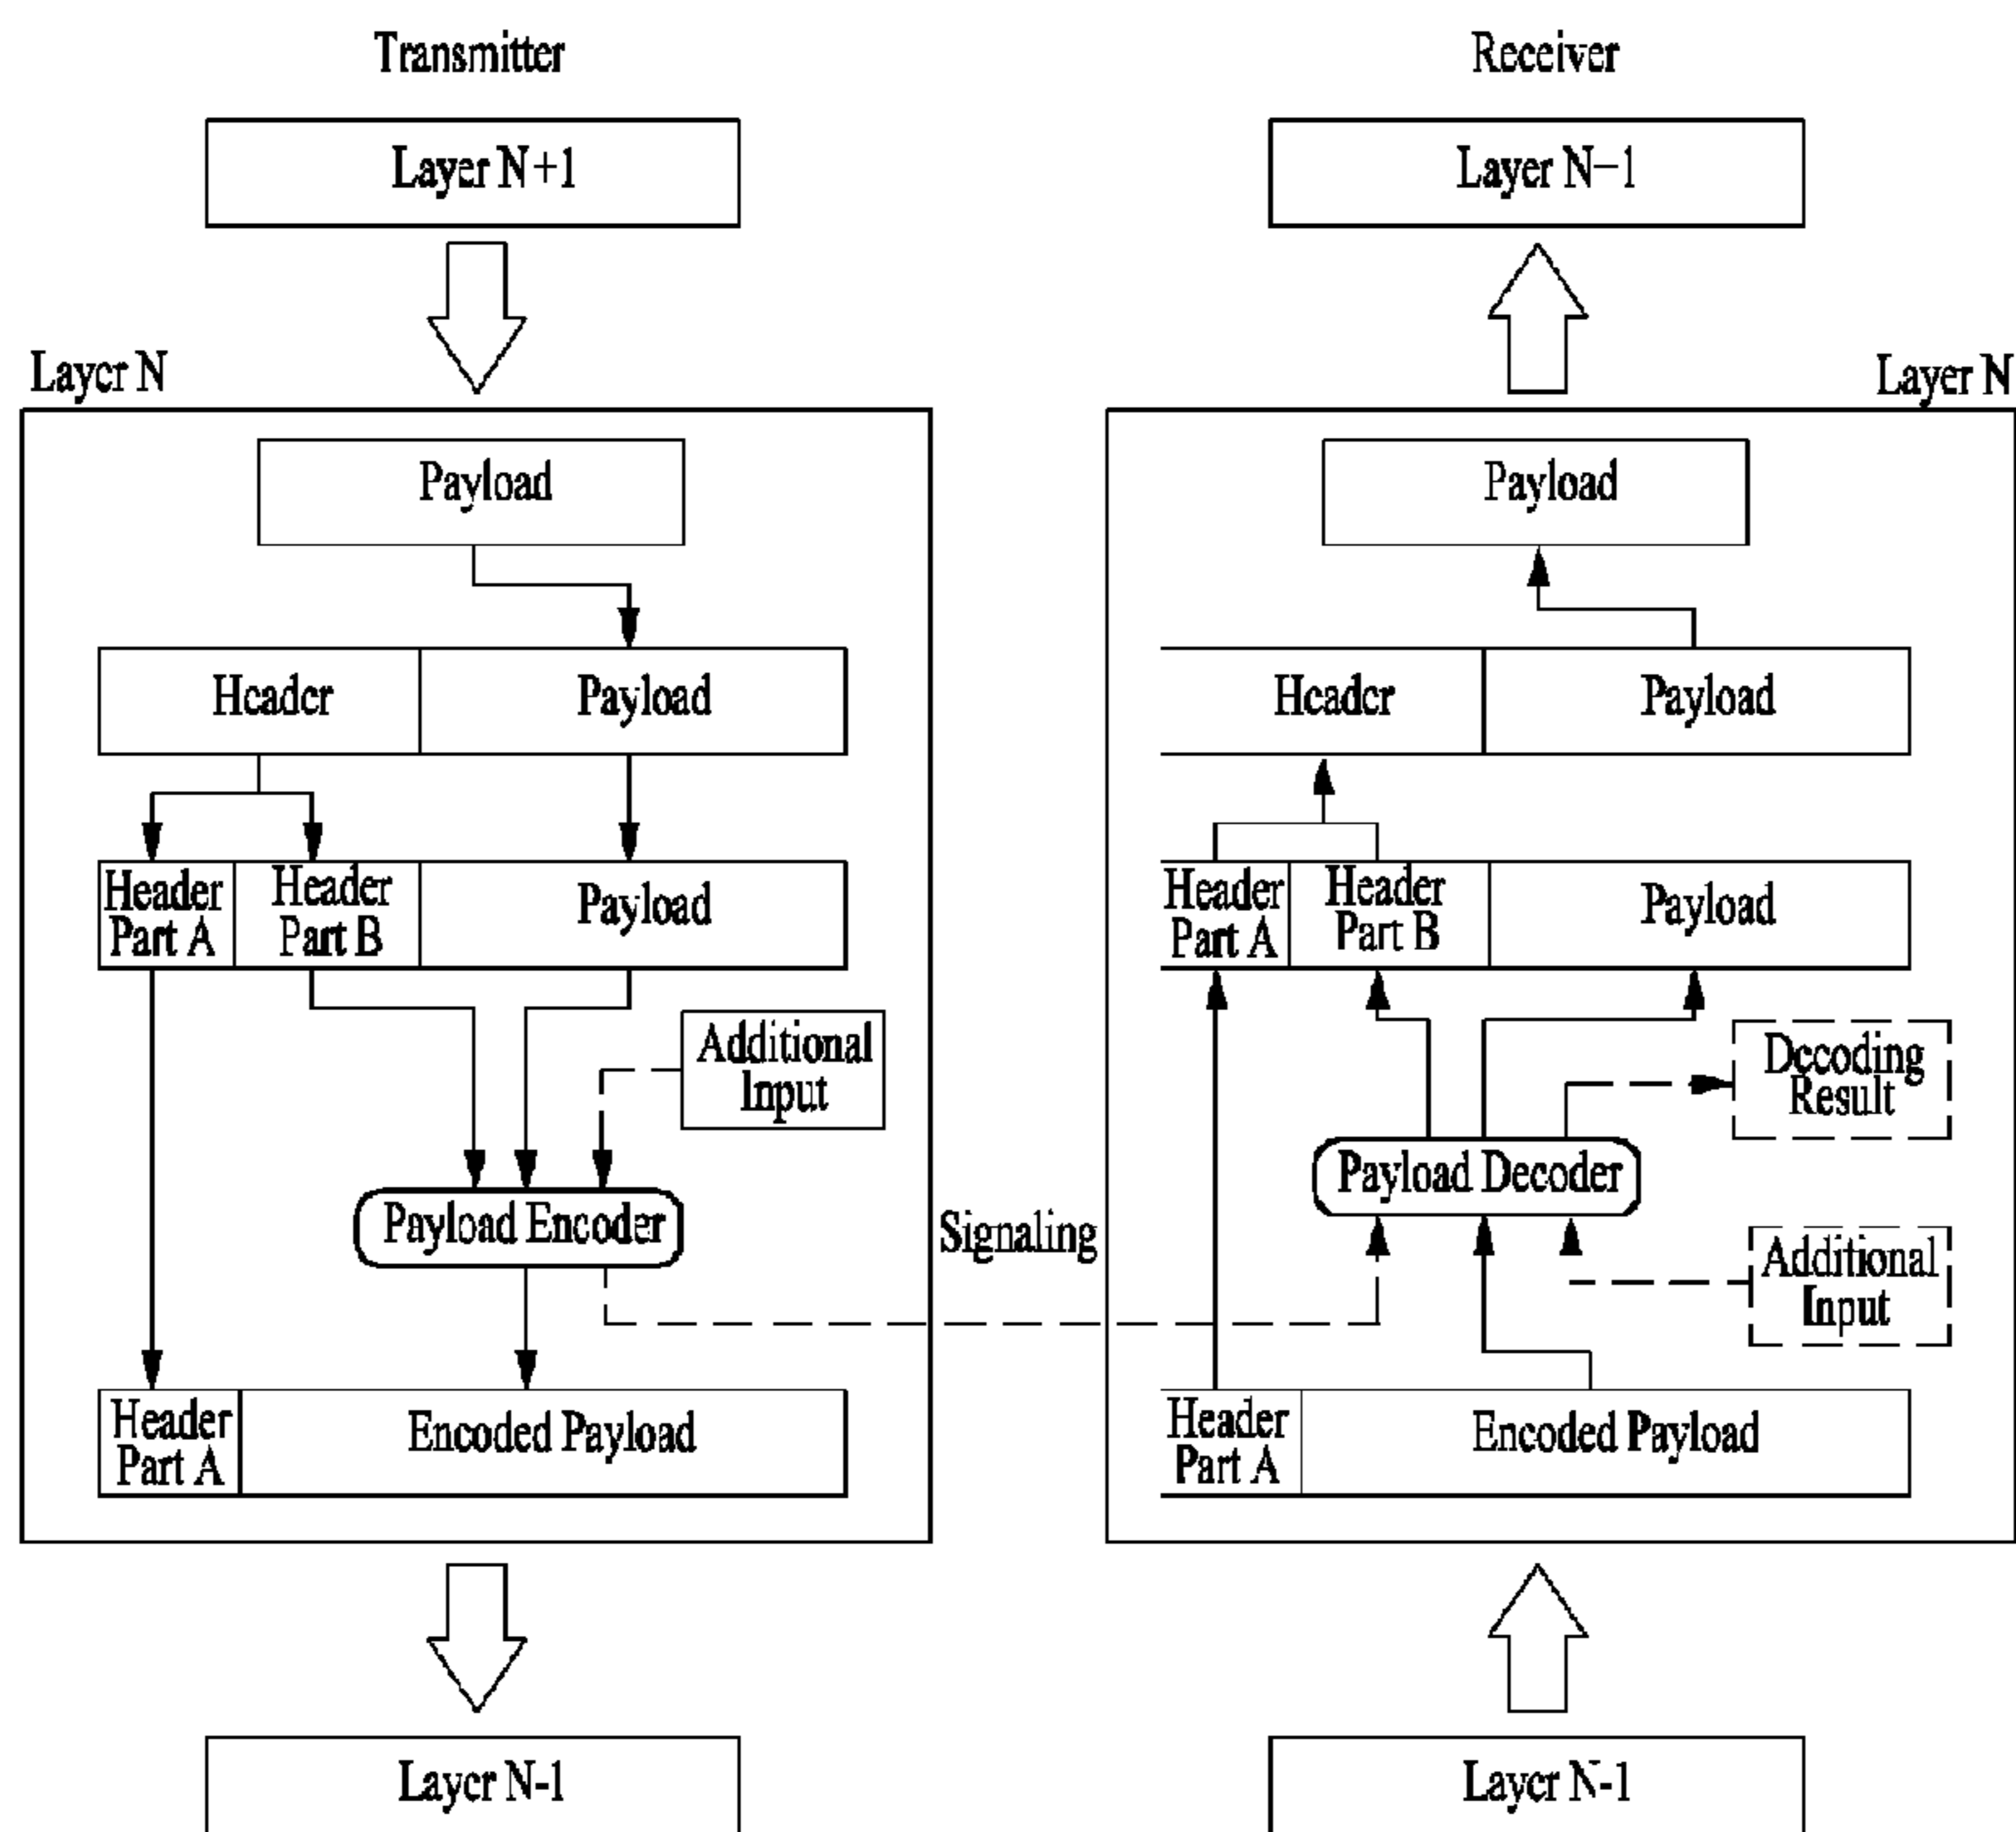 Transmitter
Receiver
Layer N+1
Layer N−1
Layer N
Layer N
Payload
Payload
Header
Payload
Header
Payload
Header
Part A
Header
Part B
Payload
Header
Part A
Header
Part B
Payload
Additional
Input
Decoding
Result
Payload Encoder
Signaling
Payload Decoder
Additional
Input
Header
Part A
Encoded Payload
Header
Part A
Encoded Payload
Layer N-1
Layer N-1